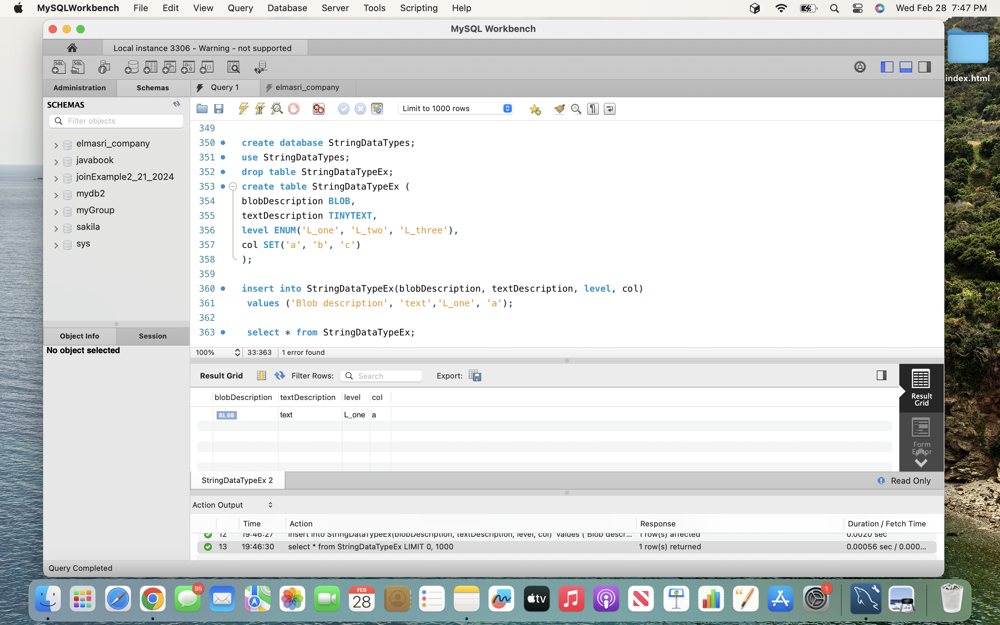 MySQLWorkbench File Edit View Query Database Server Tools Scripting Help Wed Feb 28 7:47 PM
MySQL Workbench
Local instance 3306 - Warning - not supported
index.html
SQL SQL
Administration Schemas Query 1 elmasri_company
SCHEMAS
Filter objects
Limit to 1000 rows
elmasri_company
javabook
joinExample2_21_2024
mydb2
myGroup
sakila
sys
349
350 create database StringDataTypes;
351 use StringDataTypes;
352 drop table StringDataTypeEx;
353 create table StringDataTypeEx (
354 blobDescription BLOB,
355 textDescription TINYTEXT,
356 level ENUM('L_one', 'L_two', 'L_three'),
357 col SET('a', 'b', 'c')
358 );
359
360 insert into StringDataTypeEx(blobDescription, textDescription, level, col)
361 values ('Blob description', 'text','L_one', 'a');
362
363 select * from StringDataTypeEx;
Object Info Session
No object selected
100% 33:363 1 error found
Result Grid Filter Rows: Search Export:
Result Grid
Form Editor
blobDescription textDescription level col
BLOB text L_one a
StringDataTypeEx 2 Read Only
Action Output
Time Action Response Duration / Fetch Time
12 19:46:27 insert into StringDataTypeEx(blobDescription, textDescription, level, col) values ('Blob descr... 1 row(s) affected 0.0020 sec
13 19:46:30 select * from StringDataTypeEx LIMIT 0, 1000 1 row(s) returned 0.00056 sec / 0.000...
Query Completed
95 FEB 28 tv 1